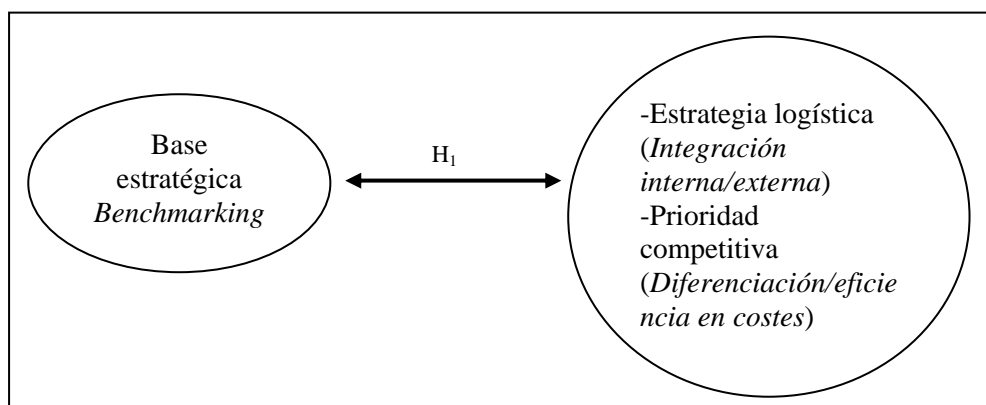 Base
estratégica
Benchmarking
H1
-Estrategia logística
(Integración
interna/externa)
-Prioridad
competitiva
(Diferenciación/eficie
ncia en costes)